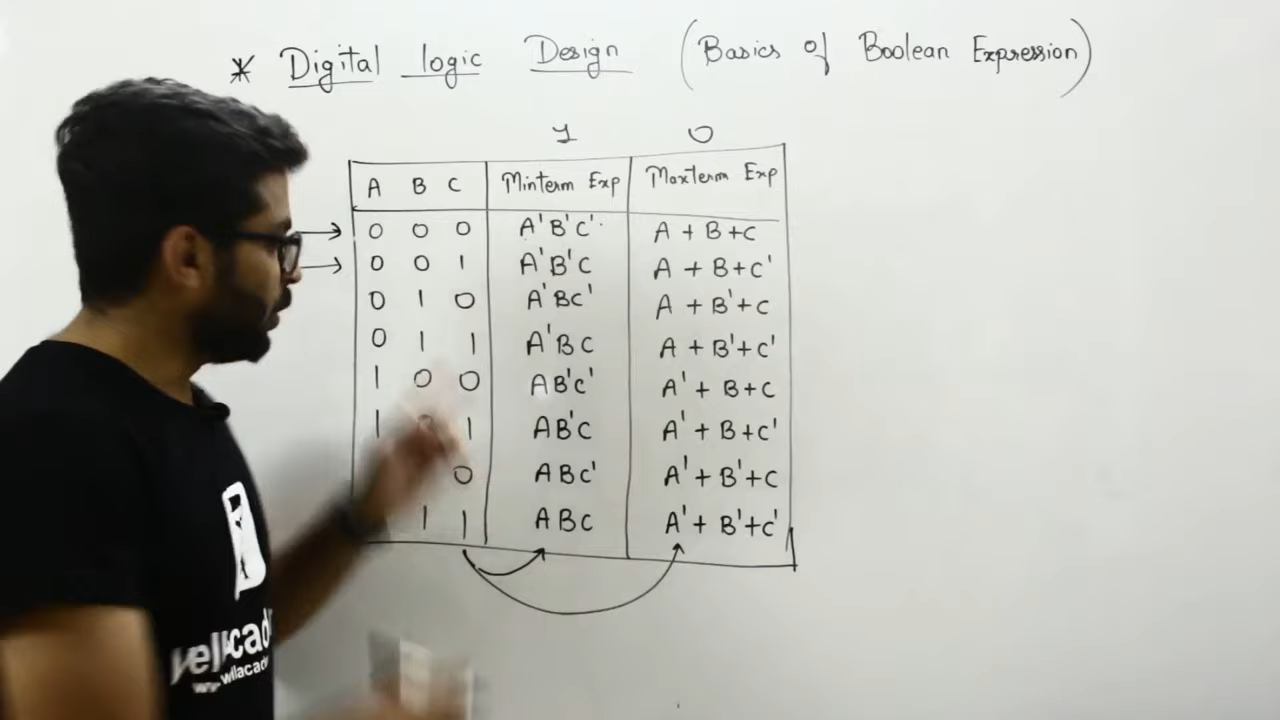 * Digital logic Design (Basics of Boolean Expression)
1 0
A B C Minterm Exp Maxterm Exp
0 0 0 A'B'C' A + B + C
0 0 1 A'B'C A + B + C'
0 1 0 A'BC' A + B' + C
0 1 1 A'BC A + B' + C'
1 0 0 AB'C' A' + B + C
1 0 1 AB'C A' + B + C'
0 ABC' A' + B' + C
1 1 ABC A' + B' + C'